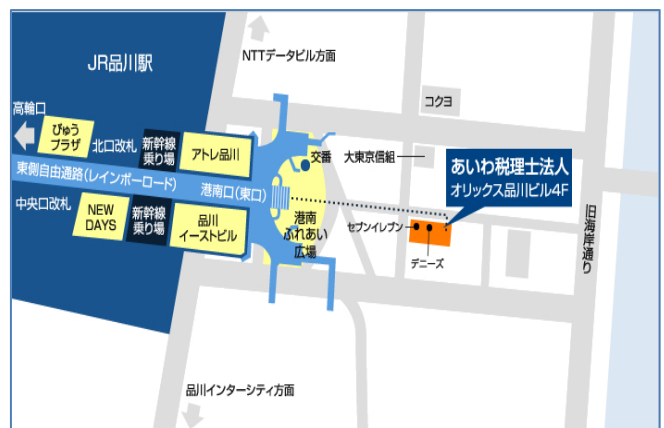 NTTデータビル方面
JR品川駅
コクヨ
高輪口
びゅう
プラザ
北口改札
新幹線
乗り場
アトレ品川
交番
大東京信組
あいわ税理士法人
オリックス品川ビル4F
東側自由通路(レインボーロード)
港南口(東口)
中央口改札
NEW
DAYS
新幹線
乗り場
品川
イーストビル
港南
ふれあい
広場
セブンイレブン
デニーズ
旧海岸通り
品川インターシティ方面